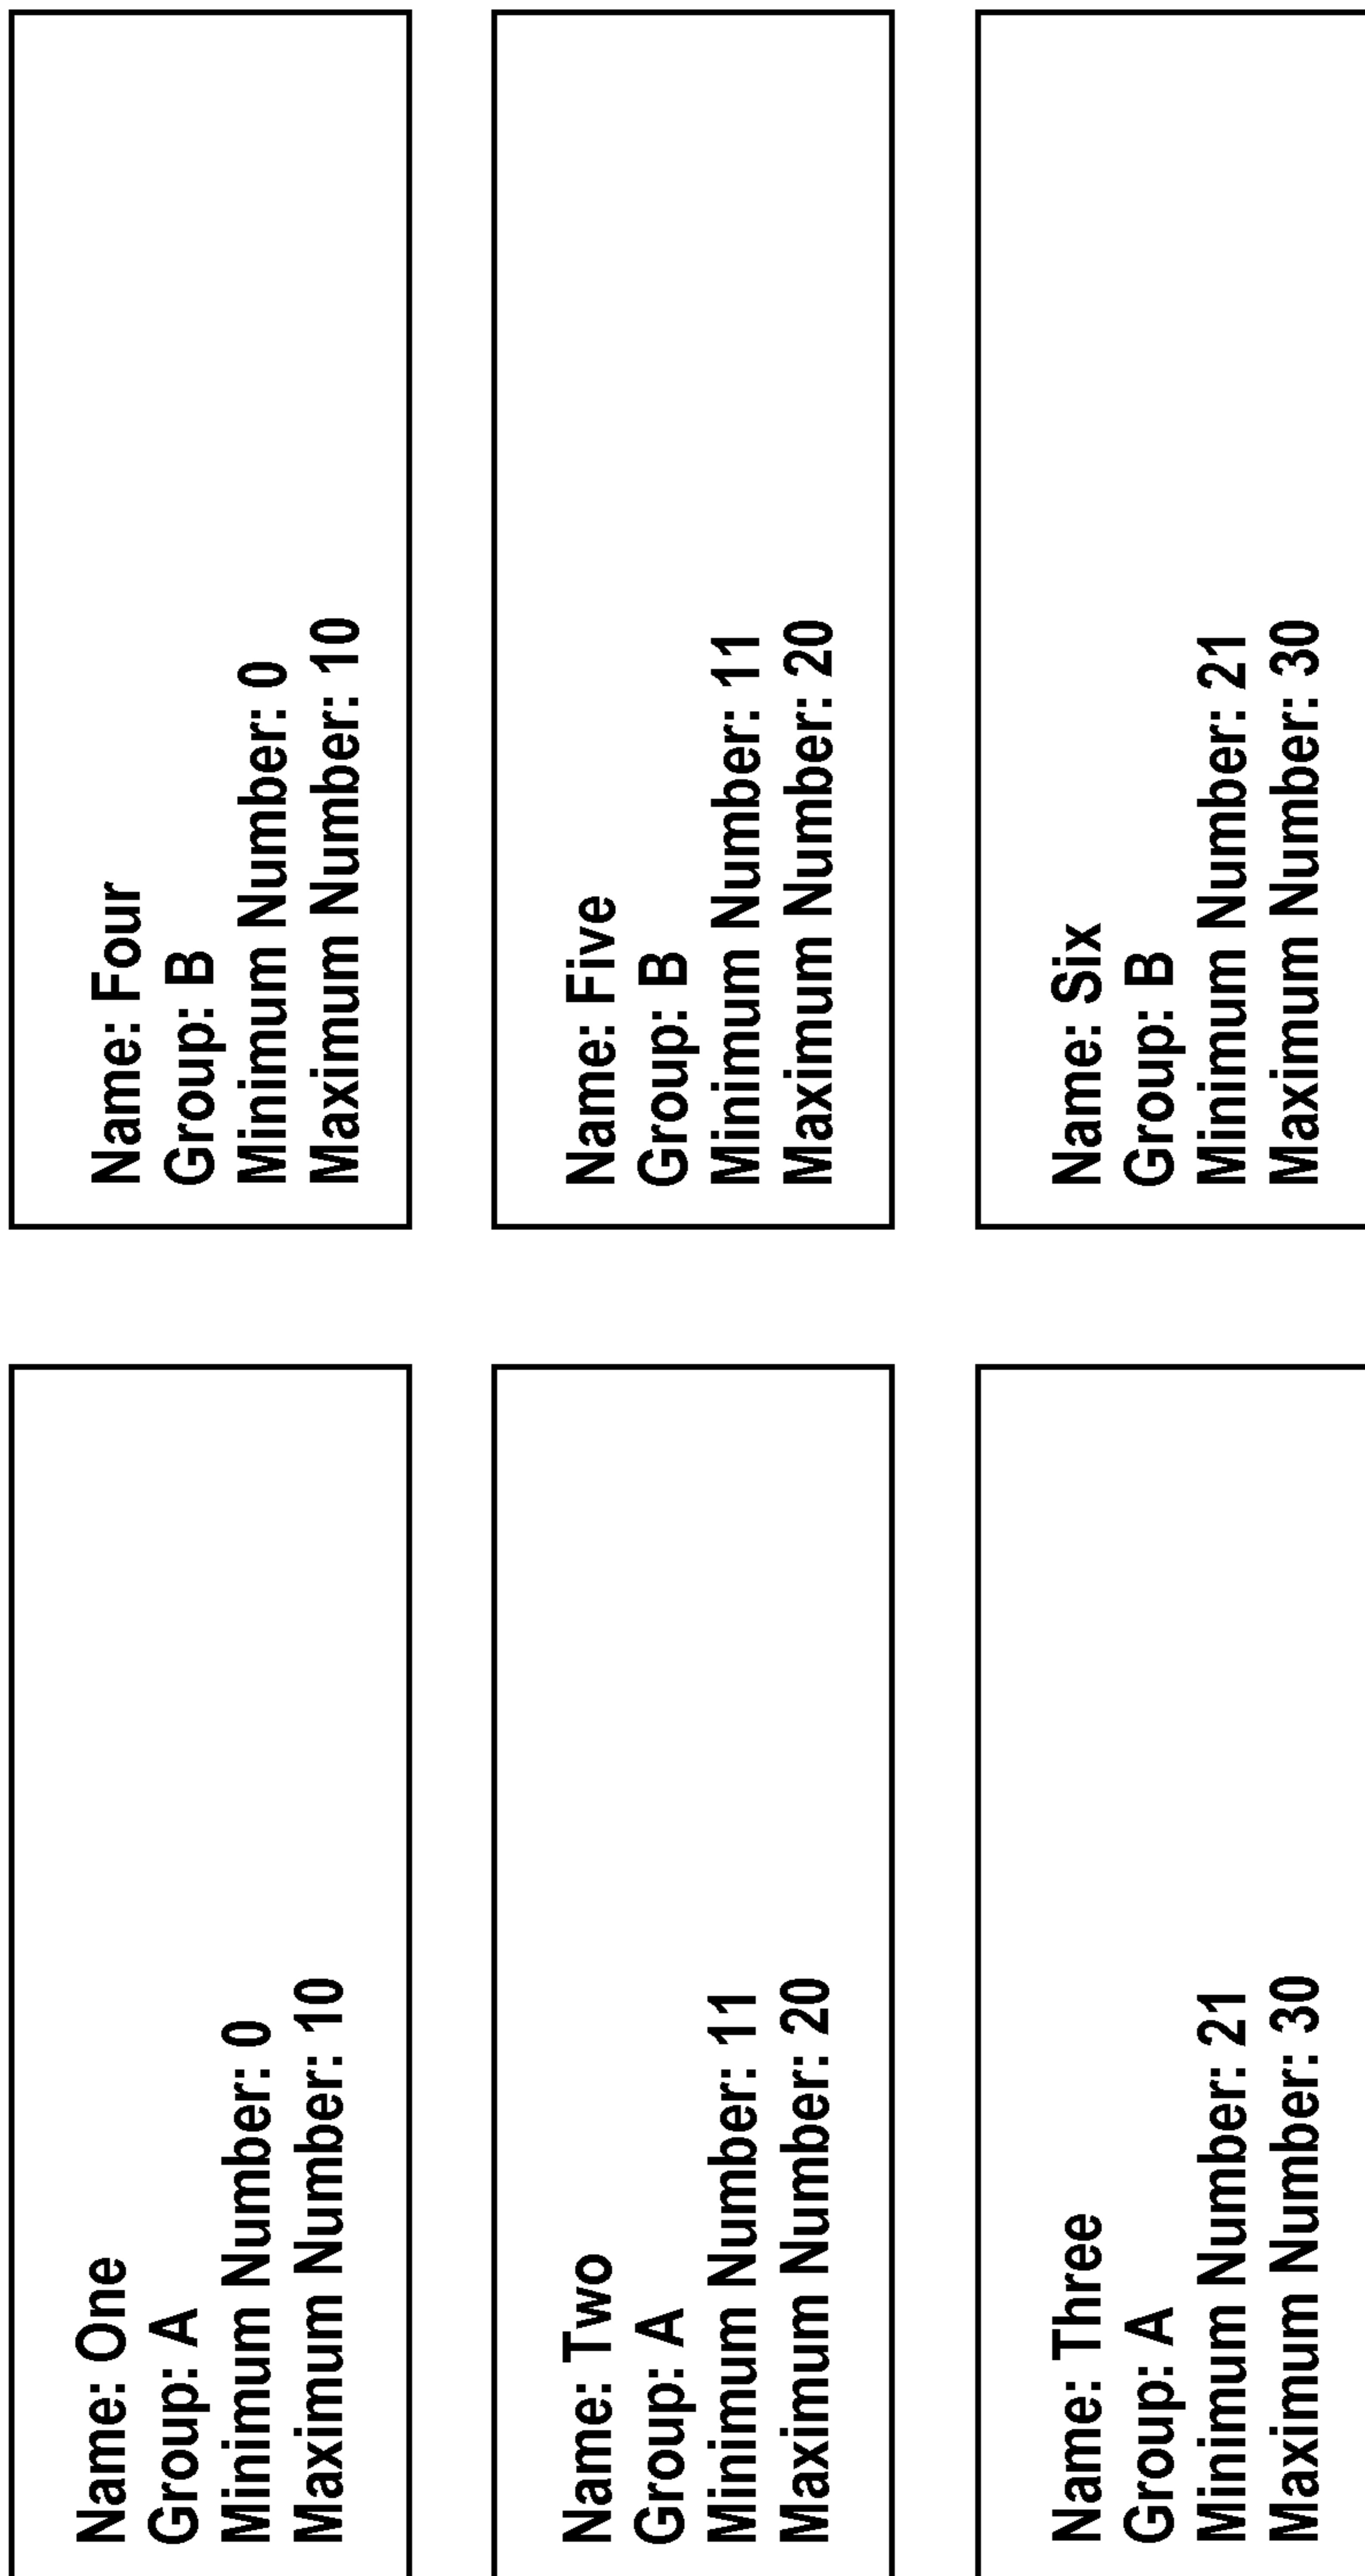 Name: One
Group: A
Minimum Number: 0
Maximum Number: 10
Name: Four
Group: B
Minimum Number: 0
Maximum Number: 10
Name: Two
Group: A
Minimum Number: 11
Maximum Number: 20
Name: Five
Group: B
Minimum Number: 11
Maximum Number: 20
Name: Three
Group: A
Minimum Number: 21
Maximum Number: 30
Name: Six
Group: B
Minimum Number: 21
Maximum Number: 30